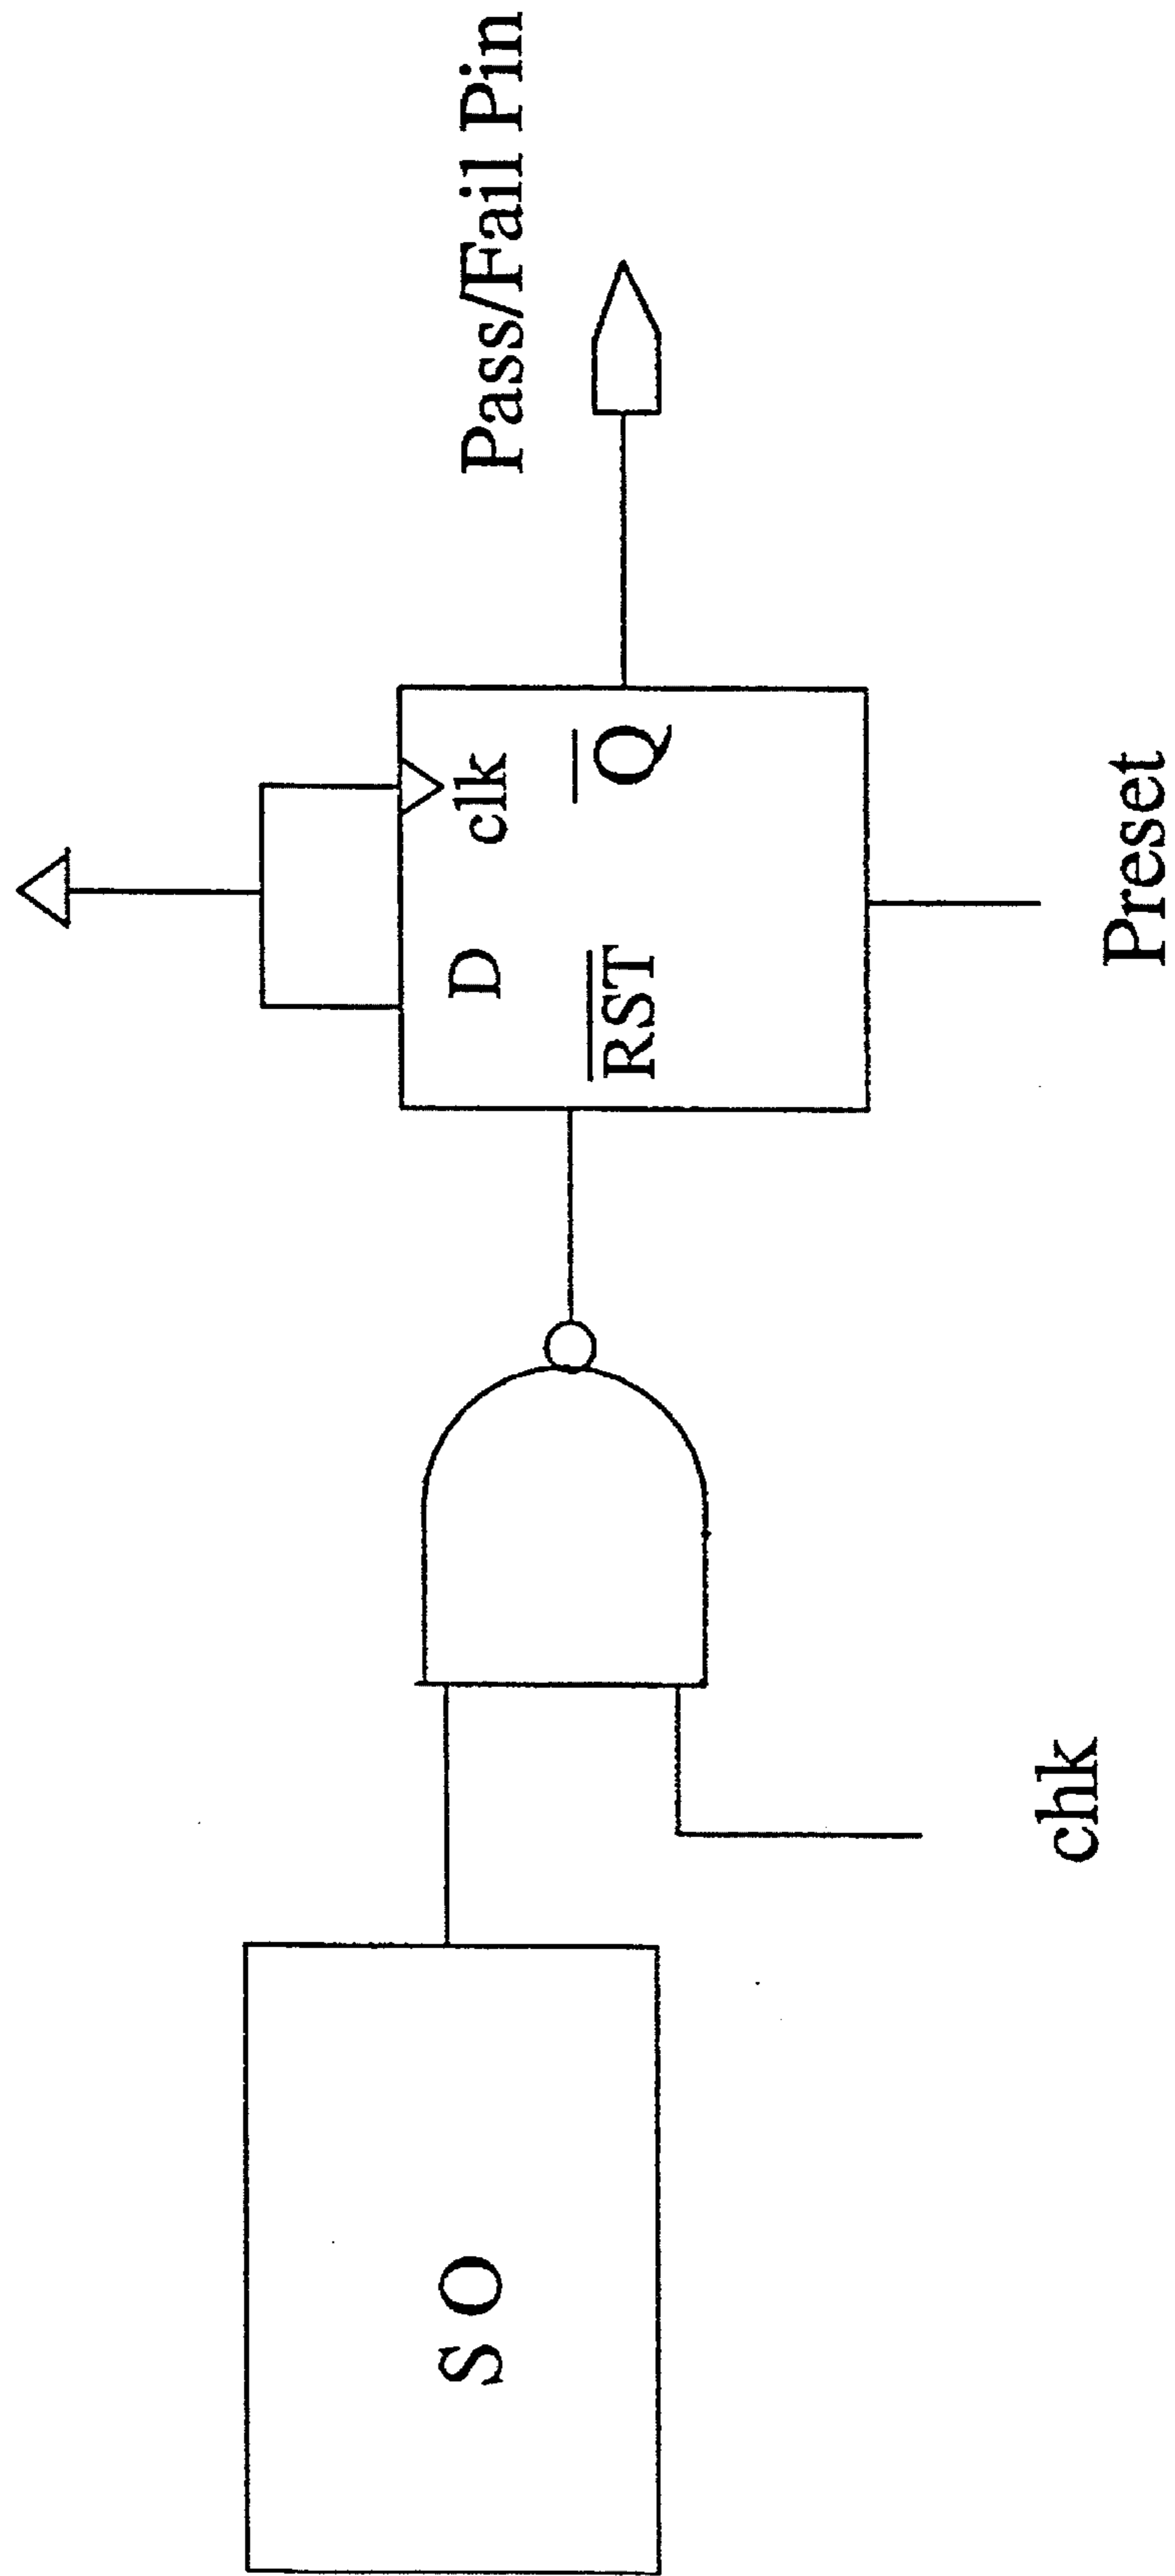 S O
chk
D
clk
RST
Q
Preset
Pass/Fail Pin